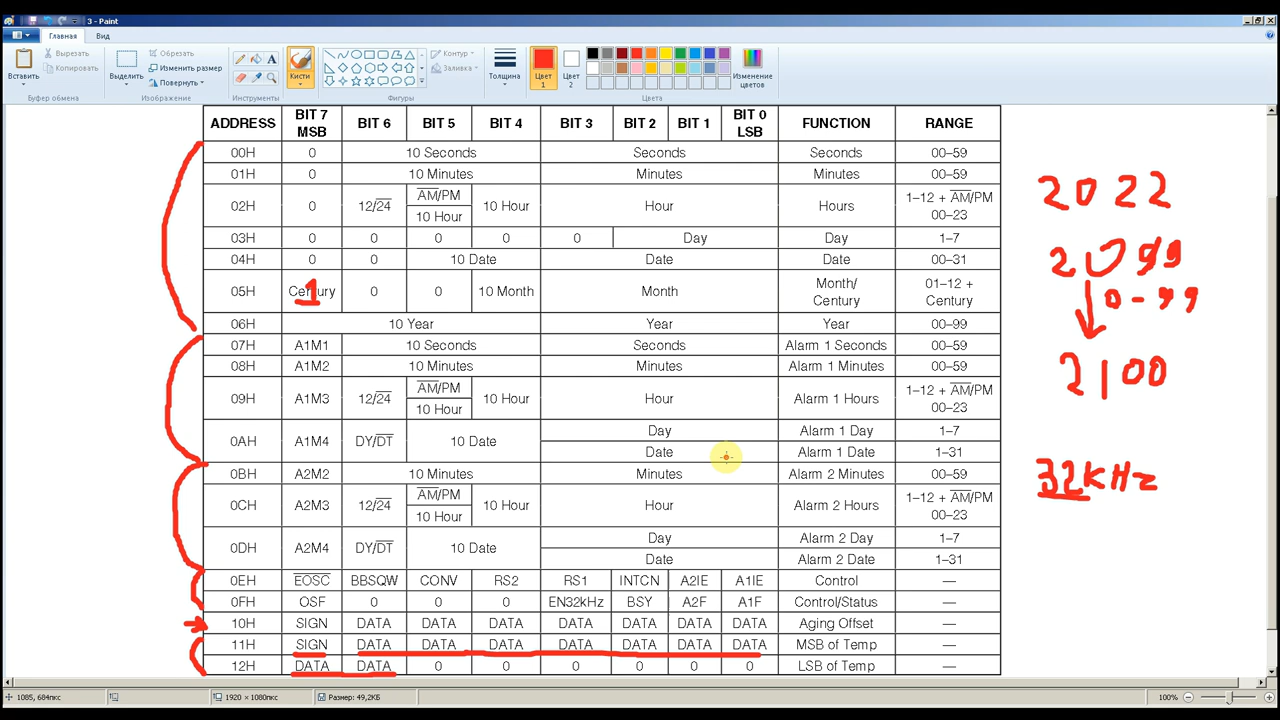 3 - Paint
Главная Вид
Вставить
Вырезать
Копировать
Буфер обмена
Выделить
Обрезать
Изменить размер
Повернуть
Изображение
Инструменты
Кисти
Контур
Заливка
Фигуры
Толщина
Цвет 1
Цвет 2
Изменение цветов
Цвета
ADDRESS BIT 7 MSB BIT 6 BIT 5 BIT 4 BIT 3 BIT 2 BIT 1 BIT 0 LSB FUNCTION RANGE
00H 0 10 Seconds Seconds Seconds 00–59
01H 0 10 Minutes Minutes Minutes 00–59
02H 0 12/24 AM/PM 10 Hour 10 Hour Hour Hours 1–12 + AM/PM 00–23
03H 0 0 0 0 0 Day Day 1–7
04H 0 0 10 Date Date Date 00–31
05H Century 1 0 0 10 Month Month Month/Century 01–12 + Century
06H 10 Year Year Year 00–99
07H A1M1 10 Seconds Seconds Alarm 1 Seconds 00–59
08H A1M2 10 Minutes Minutes Alarm 1 Minutes 00–59
09H A1M3 12/24 AM/PM 10 Hour 10 Hour Hour Alarm 1 Hours 1–12 + AM/PM 00–23
0AH A1M4 DY/DT 10 Date Day Alarm 1 Day 1–7
Date Alarm 1 Date 1–31
0BH A2M2 10 Minutes Minutes Alarm 2 Minutes 00–59
0CH A2M3 12/24 AM/PM 10 Hour 10 Hour Hour Alarm 2 Hours 1–12 + AM/PM 00–23
0DH A2M4 DY/DT 10 Date Day Alarm 2 Day 1–7
Date Alarm 2 Date 1–31
0EH EOSC BBSQW CONV RS2 RS1 INTCN A2IE A1IE Control —
0FH OSF 0 0 0 EN32kHz BSY A2F A1F Control/Status —
10H SIGN DATA DATA DATA DATA DATA DATA DATA Aging Offset —
11H SIGN DATA DATA DATA DATA DATA DATA DATA MSB of Temp —
12H DATA DATA 0 0 0 0 0 0 LSB of Temp —
2022
20 99
0-99
2100
32kHz
1085, 684пкс
1920 × 1080пкс
Размер: 49,2КБ
100%